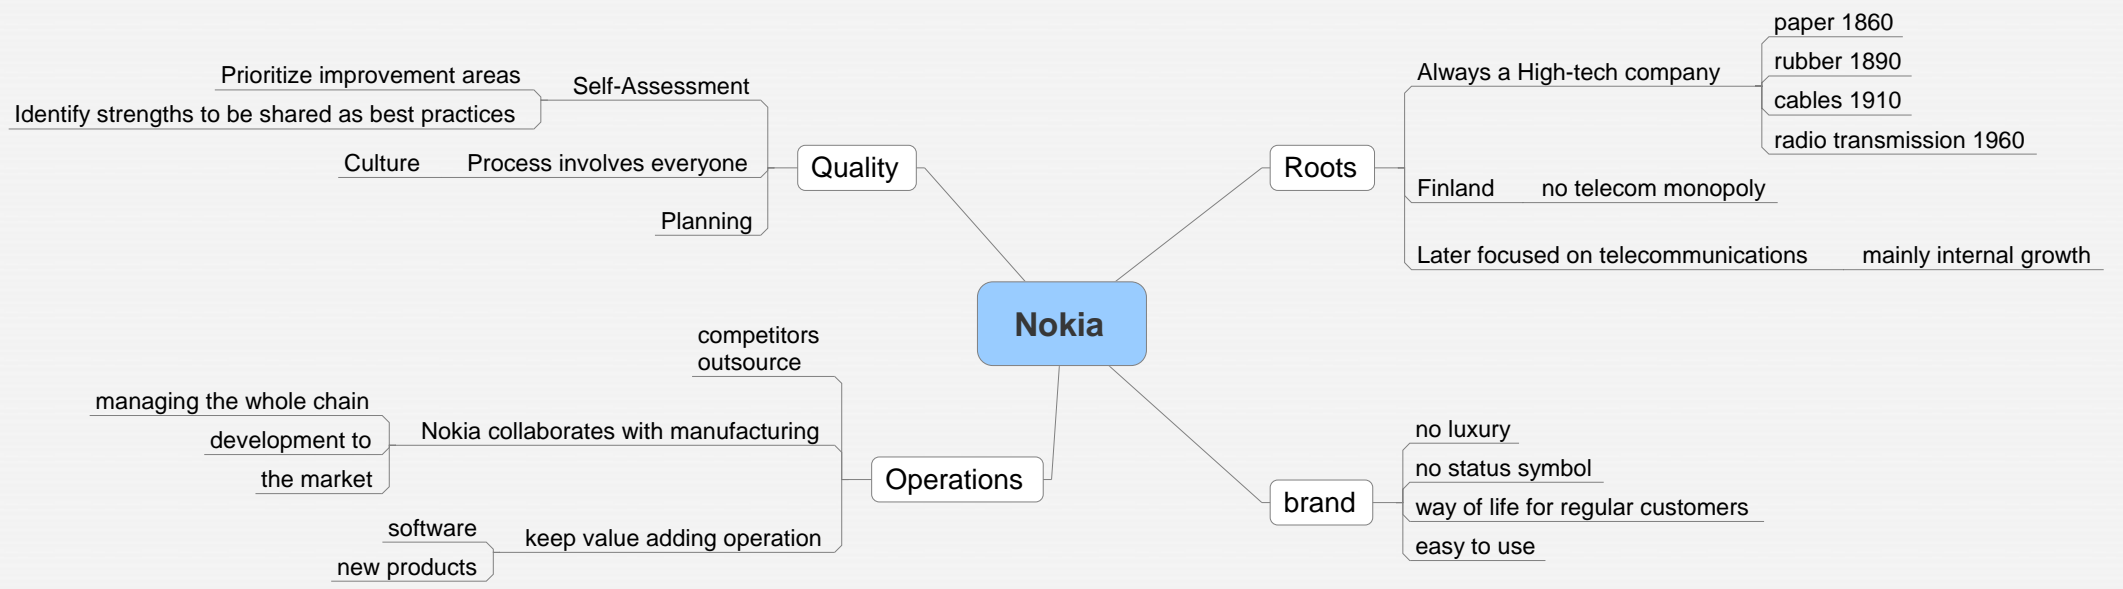 Nokia
Quality
Self-Assessment
Prioritize improvement areas
Identify strengths to be shared as best practices
Process involves everyone
Culture
Planning
Roots
Always a High-tech company
paper 1860
rubber 1890
cables 1910
radio transmission 1960
Finland
no telecom monopoly
Later focused on telecommunications
mainly internal growth
Operations
competitors
outsource
Nokia collaborates with manufacturing
managing the whole chain
development to
the market
keep value adding operation
software
new products
brand
no luxury
no status symbol
way of life for regular customers
easy to use